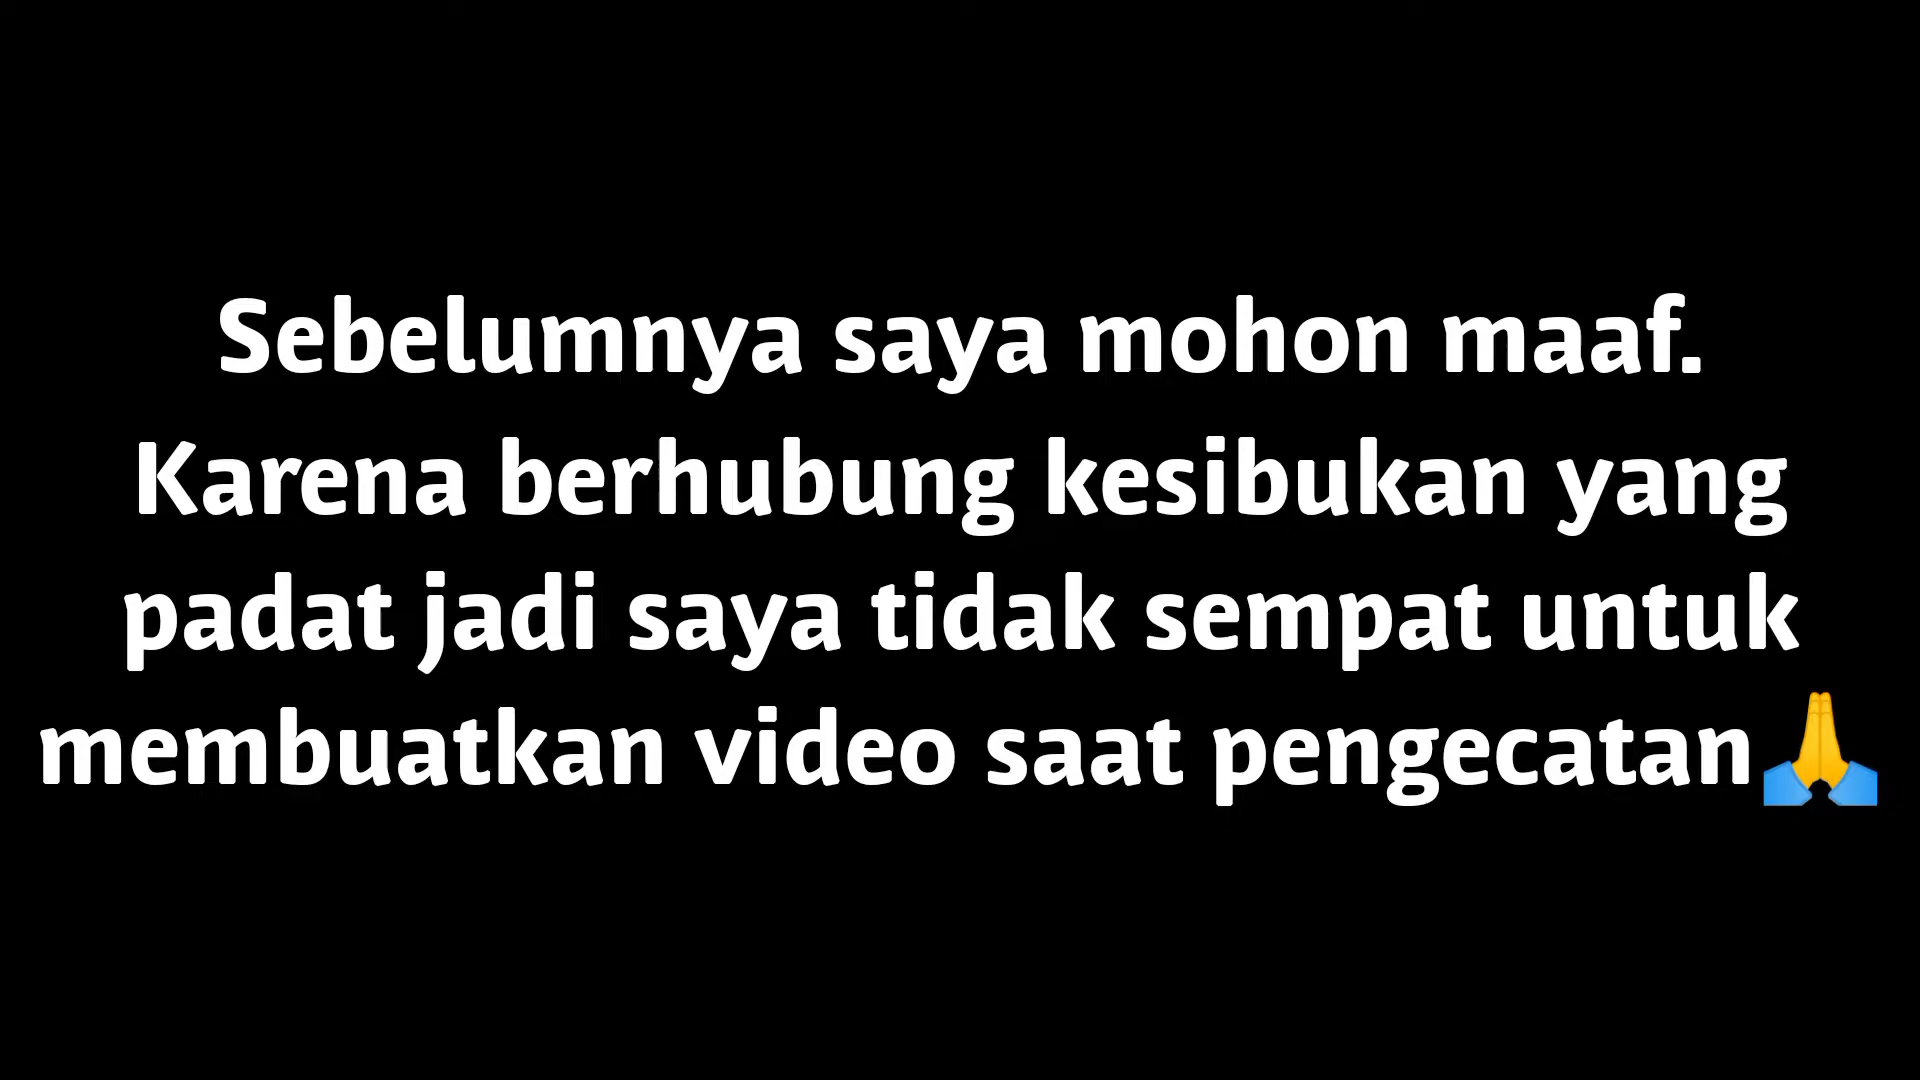 Sebelumnya saya mohon maaf.
Karena berhubung kesibukan yang
padat jadi saya tidak sempat untuk
membuatkan video saat pengecatan🙏